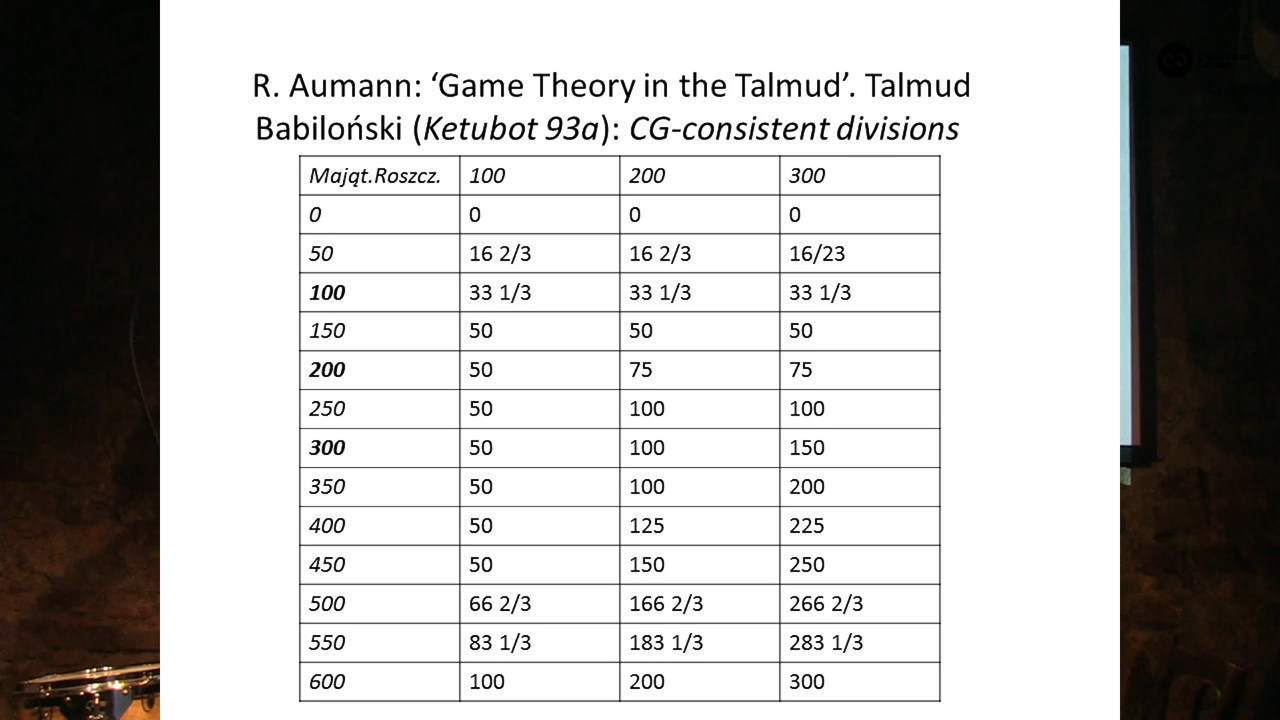 R. Aumann: ‘Game Theory in the Talmud’. Talmud
Babiloński (Ketubot 93a): CG-consistent divisions
Mająt.Roszcz. 100 200 300
0 0 0 0
50 16 2/3 16 2/3 16/23
100 33 1/3 33 1/3 33 1/3
150 50 50 50
200 50 75 75
250 50 100 100
300 50 100 150
350 50 100 200
400 50 125 225
450 50 150 250
500 66 2/3 166 2/3 266 2/3
550 83 1/3 183 1/3 283 1/3
600 100 200 300